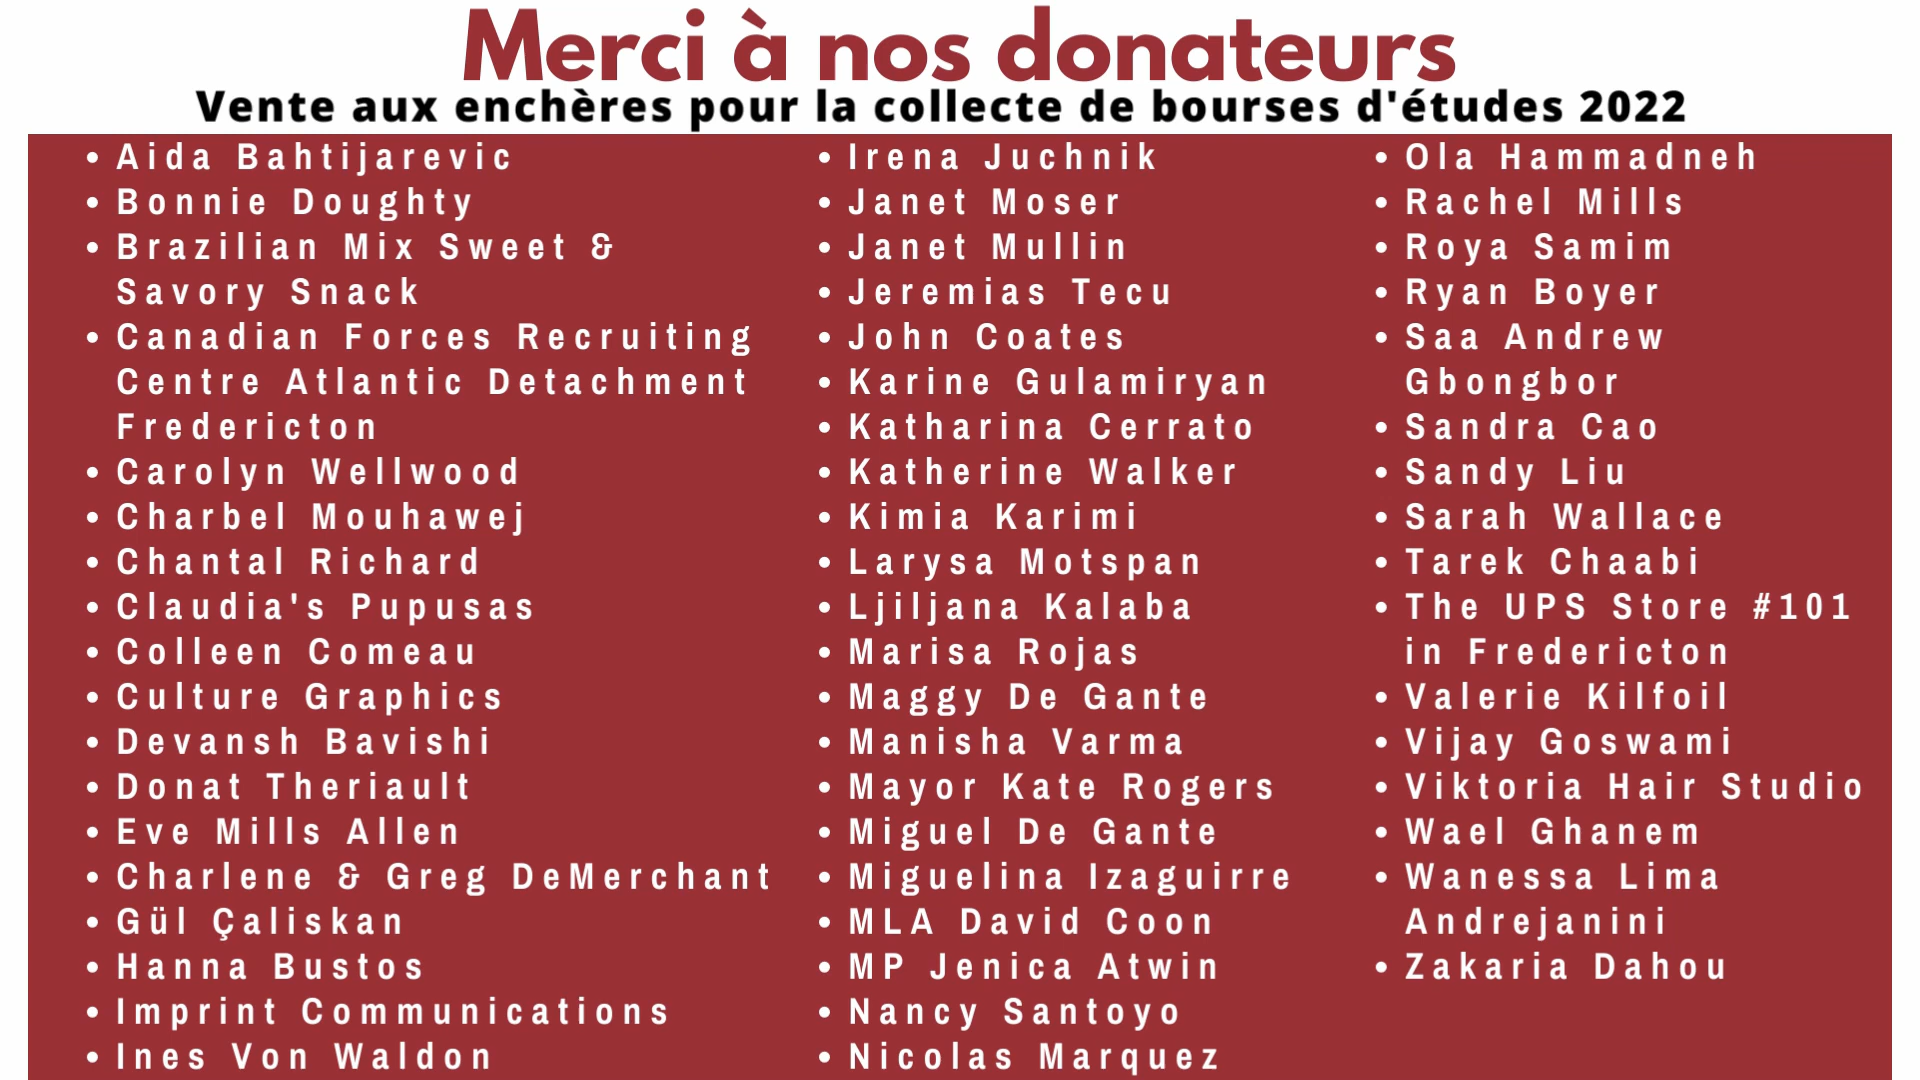 Merci à nos donateurs
Vente aux enchères pour la collecte de bourses d'études 2022
• Aida Bahtijarevic
• Bonnie Doughty
• Brazilian Mix Sweet &
Savory Snack
• Canadian Forces Recruiting
Centre Atlantic Detachment
Fredericton
• Carolyn Wellwood
• Charbel Mouhawej
• Chantal Richard
• Claudia's Pupusas
• Colleen Comeau
• Culture Graphics
• Devansh Bavishi
• Donat Theriault
• Eve Mills Allen
• Charlene & Greg DeMerchant
• Gül Çaliskan
• Hanna Bustos
• Imprint Communications
• Ines Von Waldon
• Irena Juchnik
• Janet Moser
• Janet Mullin
• Jeremias Tecu
• John Coates
• Karine Gulamiryan
• Katharina Cerrato
• Katherine Walker
• Kimia Karimi
• Larysa Motspan
• Ljiljana Kalaba
• Marisa Rojas
• Maggy De Gante
• Manisha Varma
• Mayor Kate Rogers
• Miguel De Gante
• Miguelina Izaguirre
• MLA David Coon
• MP Jenica Atwin
• Nancy Santoyo
• Nicolas Marquez
• Ola Hammadneh
• Rachel Mills
• Roya Samim
• Ryan Boyer
• Saa Andrew
Gbongbor
• Sandra Cao
• Sandy Liu
• Sarah Wallace
• Tarek Chaabi
• The UPS Store #101
in Fredericton
• Valerie Kilfoil
• Vijay Goswami
• Viktoria Hair Studio
• Wael Ghanem
• Wanessa Lima
Andrejanini
• Zakaria Dahou